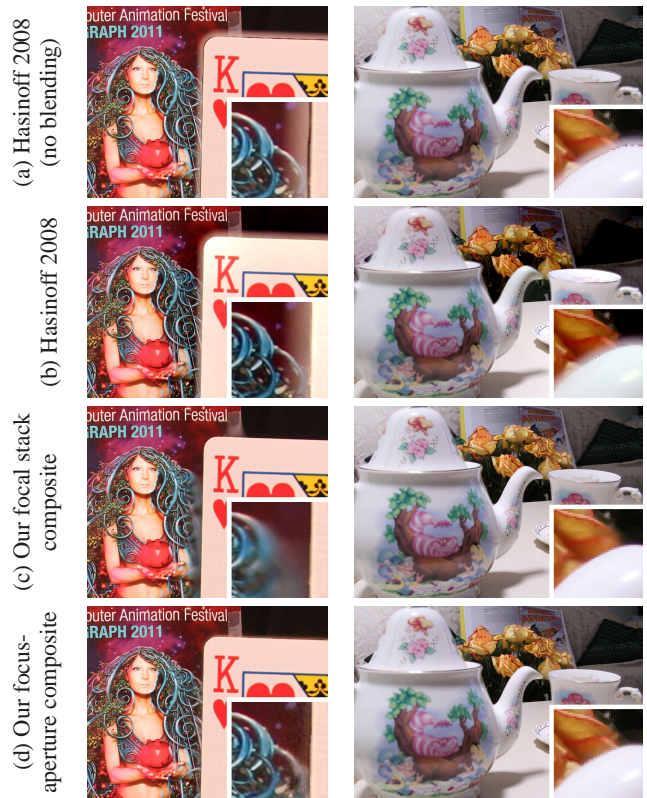 (a) Hasinoff 2008
(no blending)
puter Animation Festival
GRAPH 2011
K
(b) Hasinoff 2008
puter Animation Festival
GRAPH 2011
K
(c) Our focal stack
composite
puter Animation Festival
GRAPH 2011
K
(d) Our focus-
aperture composite
puter Animation Festival
GRAPH 2011
K